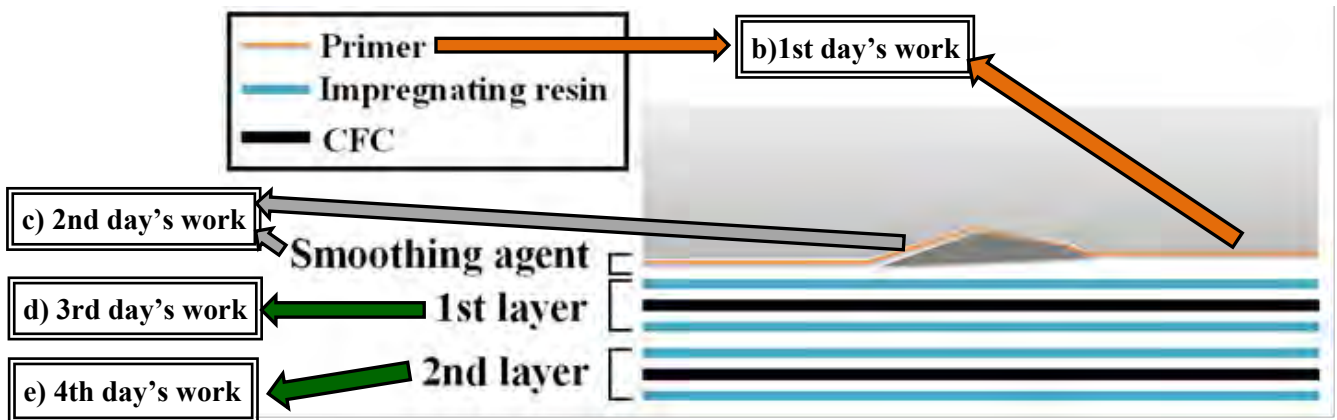 Primer
b)1st day’s work
Impregnating resin
CFC
c) 2nd day’s work
Smoothing agent
d) 3rd day’s work
1st layer
e) 4th day’s work
2nd layer